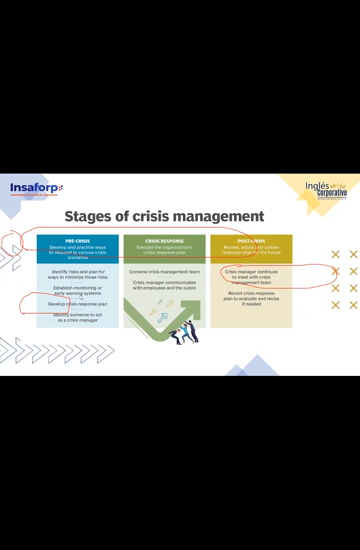 Insaforp
Inglés
Corporativo
Stages of crisis management
PRE-CRISIS
Develop and practice ways
to respond to various crisis
scenarios
Identify risks and plan for
ways to minimize those risks
Establish monitoring or
early warning systems
Develop crisis response plan
Identify someone to act
as a crisis manager
CRISIS RESPONSE
Execute the organization's
crisis response plan
Convene crisis management team
Crisis manager communicates
with employees and the public
POST-CRISIS
Review, adjust and update
response plan for the future
Crisis manager continues
to meet with crisis
management team
Revisit crisis response
plan to evaluate and revise
if needed